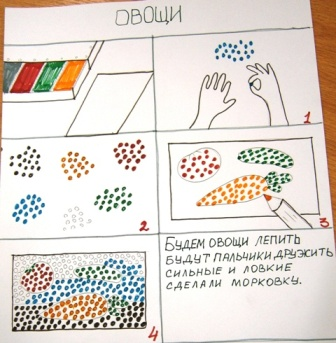 ОВОЩИ
1
2
3
4
БУДЕМ ОВОЩИ ЛЕПИТЬ
БУДУТ ПАЛЬЧИКИ ДРУЖИТЬ
СИЛЬНЫЕ И ЛОВКИЕ
СДЕЛАЛИ МОРКОВКУ.